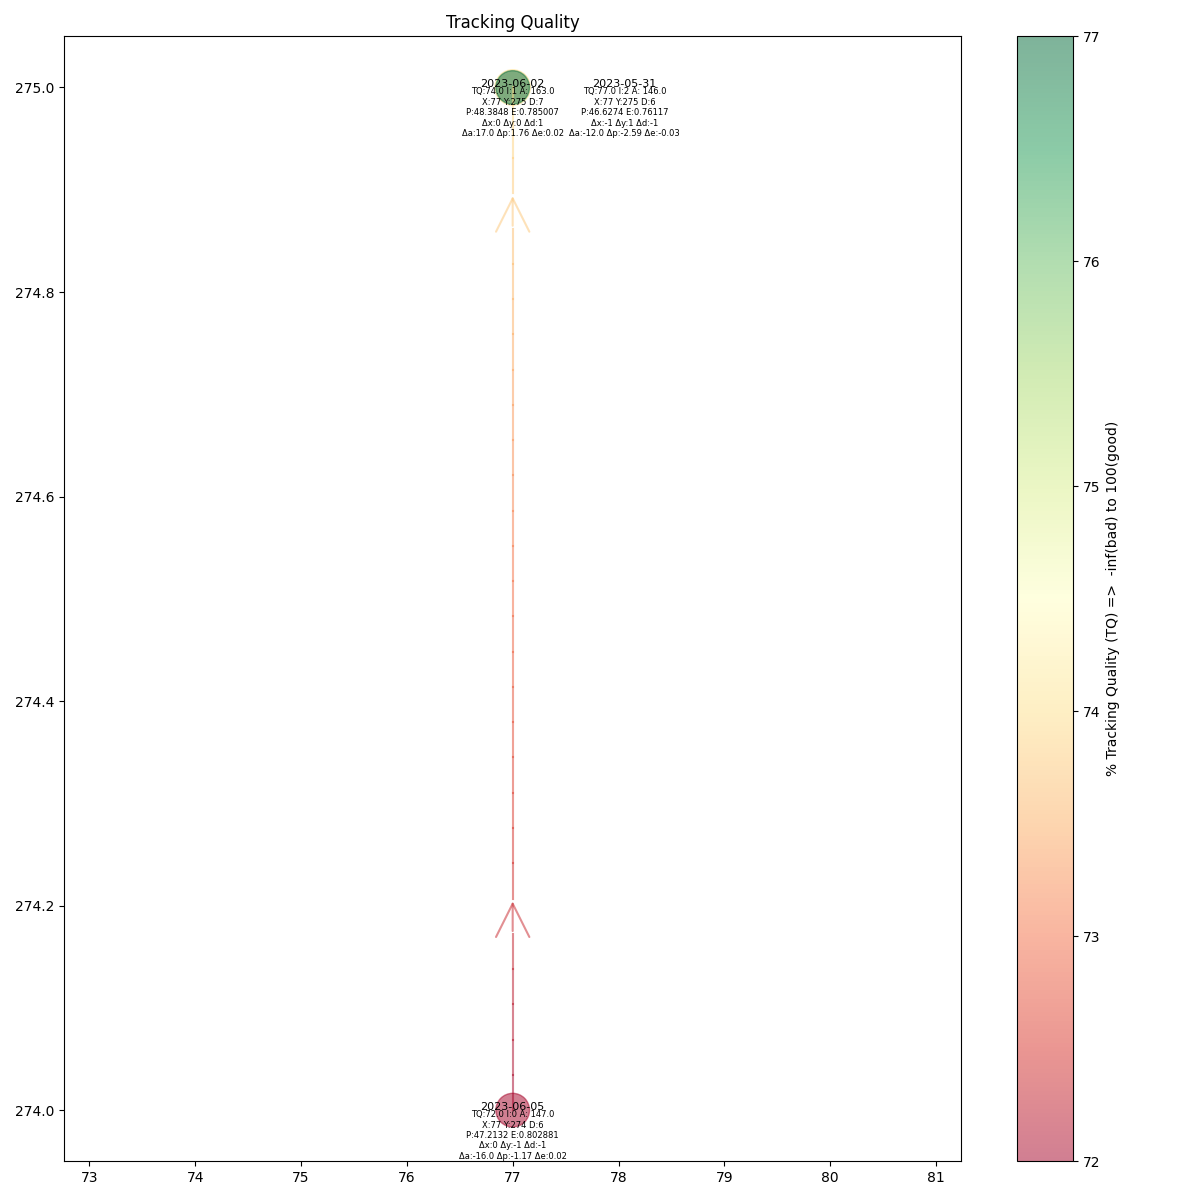 Tracking Quality
275.0
274.8
274.6
274.4
274.2
274.0
73
74
75
76
77
78
79
80
81
2023-06-02
TQ:74.0 I:1 A: 163.0
X:77 Y:275 D:7
P:48.3848 E:0.785007
Δx:0 Δy:0 Δd:1
Δa:17.0 Δp:1.76 Δe:0.02
2023-05-31
TQ:77.0 I:2 A: 146.0
X:77 Y:275 D:6
P:46.6274 E:0.76117
Δx:-1 Δy:1 Δd:-1
Δa:-12.0 Δp:-2.59 Δe:-0.03
2023-06-05
TQ:72.0 I:0 A: 147.0
X:77 Y:274 D:6
P:47.2132 E:0.802881
Δx:0 Δy:-1 Δd:-1
Δa:-16.0 Δp:-1.17 Δe:0.02
77
76
75
74
73
72
% Tracking Quality (TQ) => -inf(bad) to 100(good)